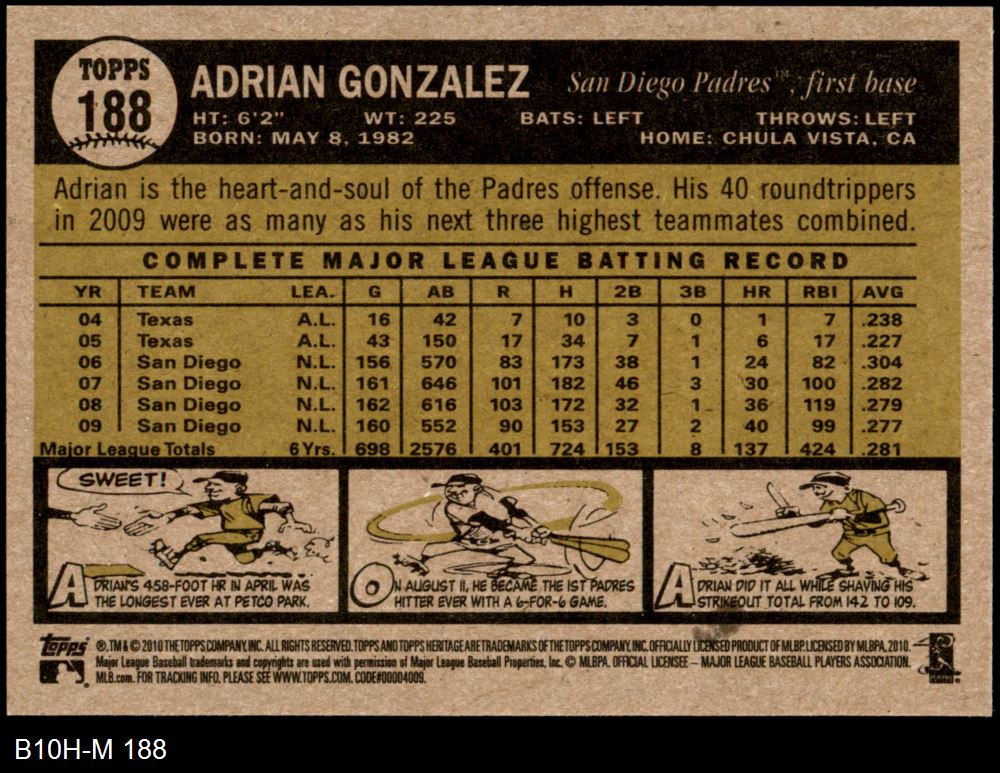 TOPPS
188
ADRIAN GONZALEZ San Diego Padres™, first base
HT: 6'2" WT: 225 BATS: LEFT THROWS: LEFT
BORN: MAY 8, 1982 HOME: CHULA VISTA, CA
Adrian is the heart-and-soul of the Padres offense. His 40 roundtrippers
in 2009 were as many as his next three highest teammates combined.
COMPLETE MAJOR LEAGUE BATTING RECORD
YR TEAM LEA. G AB R H 2B 3B HR RBI AVG
04 Texas A.L. 16 42 7 10 3 0 1 7 .238
05 Texas A.L. 43 150 17 34 7 1 6 17 .227
06 San Diego N.L. 156 570 83 173 38 1 24 82 .304
07 San Diego N.L. 161 646 101 182 46 3 30 100 .282
08 San Diego N.L. 162 616 103 172 32 1 36 119 .279
09 San Diego N.L. 160 552 90 153 27 2 40 99 .277
Major League Totals 6 Yrs. 698 2576 401 724 153 8 137 424 .281
SWEET!
ADRIAN'S 458-FOOT HR IN APRIL WAS
THE LONGEST EVER AT PETCO PARK.
ON AUGUST 11, HE BECAME THE 1ST PADRES
HITTER EVER WITH A 6-FOR-6 GAME.
ADRIAN DID IT ALL WHILE SHAVING HIS
STRIKEOUT TOTAL FROM 142 TO 109.
Topps ®, TM & © 2010 THE TOPPS COMPANY, INC. ALL RIGHTS RESERVED. TOPPS AND TOPPS HERITAGE ARE TRADEMARKS OF THE TOPPS COMPANY, INC. OFFICIALLY LICENSED PRODUCT OF MLBP. LICENSED BY MLBPA, 2010.
Major League Baseball trademarks and copyrights are used with permission of Major League Baseball Properties, Inc. © MLBPA. OFFICIAL LICENSEE – MAJOR LEAGUE BASEBALL PLAYERS ASSOCIATION.
MLB.com. FOR TRACKING INFO, PLEASE SEE WWW.TOPPS.COM. CODE#00004009.
B10H-M 188